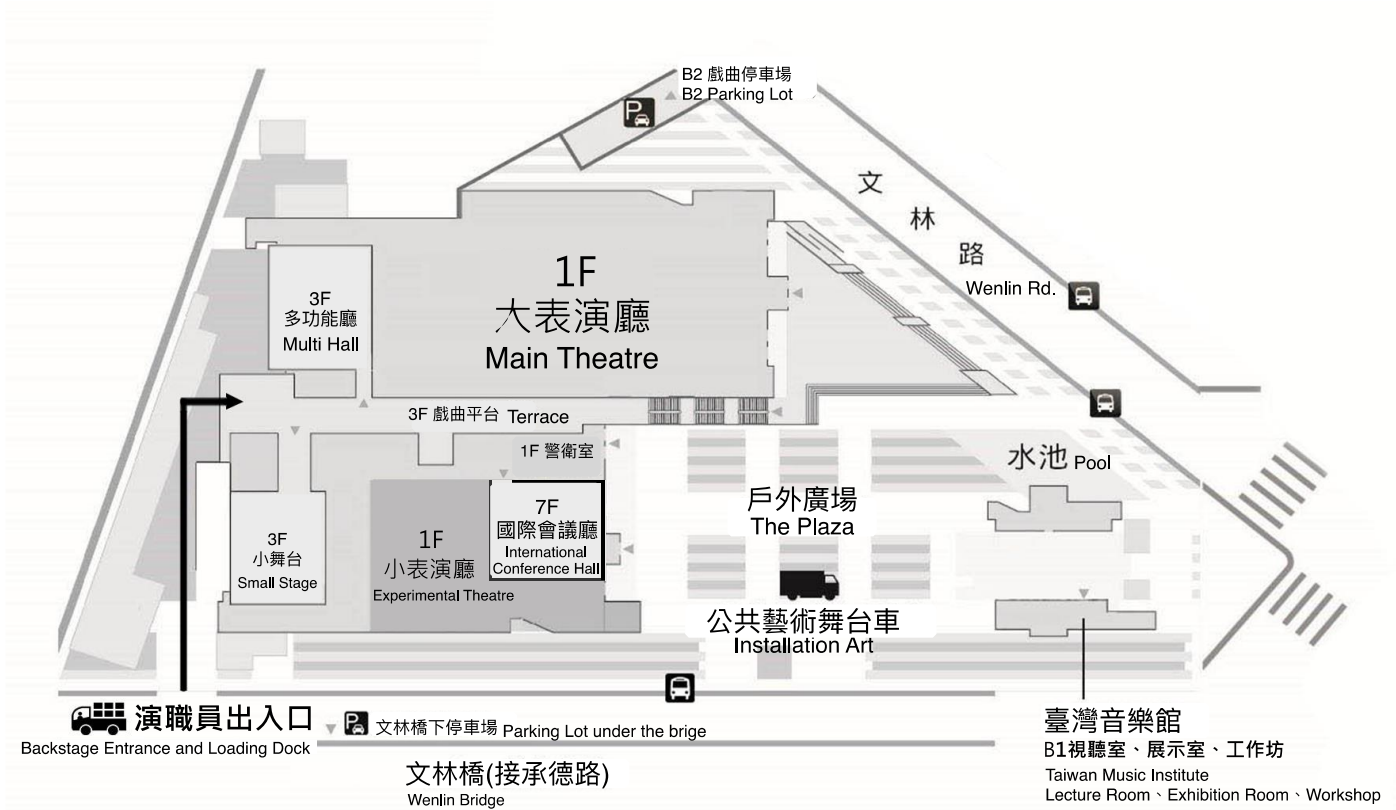 B2 戲曲停車場
B2 Parking Lot
P
文
林
路
Wenlin Rd.
1F
大表演廳
Main Theatre
3F
多功能廳
Multi Hall
3F 戲曲平台 Terrace
1F 警衛室
水池 Pool
戶外廣場
The Plaza
7F
國際會議廳
International
Conference Hall
1F
小表演廳
Experimental Theatre
3F
小舞台
Small Stage
公共藝術舞台車
Installation Art
演職員出入口
Backstage Entrance and Loading Dock
P 文林橋下停車場 Parking Lot under the brige
文林橋(接承德路)
Wenlin Bridge
臺灣音樂館
B1視聽室、展示室、工作坊
Taiwan Music Institute
Lecture Room、Exhibition Room、Workshop